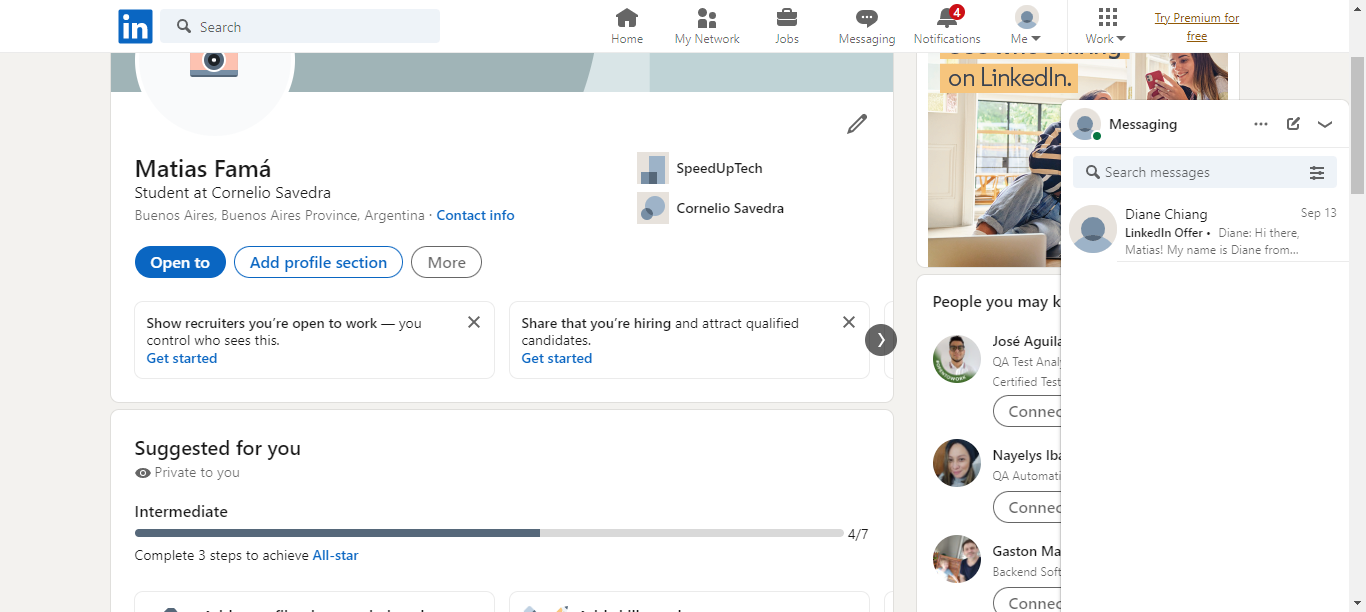 in
Search
Home
My Network
Jobs
Messaging
4
Notifications
Me
Work
Try Premium for
free
on LinkedIn.
Matias Famá
Student at Cornelio Savedra
Buenos Aires, Buenos Aires Province, Argentina · Contact info
SpeedUpTech
Cornelio Savedra
Open to
Add profile section
More
Show recruiters you're open to work — you
control who sees this.
Get started
Share that you're hiring and attract qualified
candidates.
Get started
Suggested for you
Private to you
Intermediate
4/7
Complete 3 steps to achieve All-star
People you may k
José Aguila
QA Test Anal
Certified Test
Connec
Nayelys Iba
QA Automati
Connec
Gaston Ma
Backend Soft
Connec
Messaging
Search messages
Diane Chiang
Sep 13
LinkedIn Offer • Diane: Hi there,
Matias! My name is Diane from...